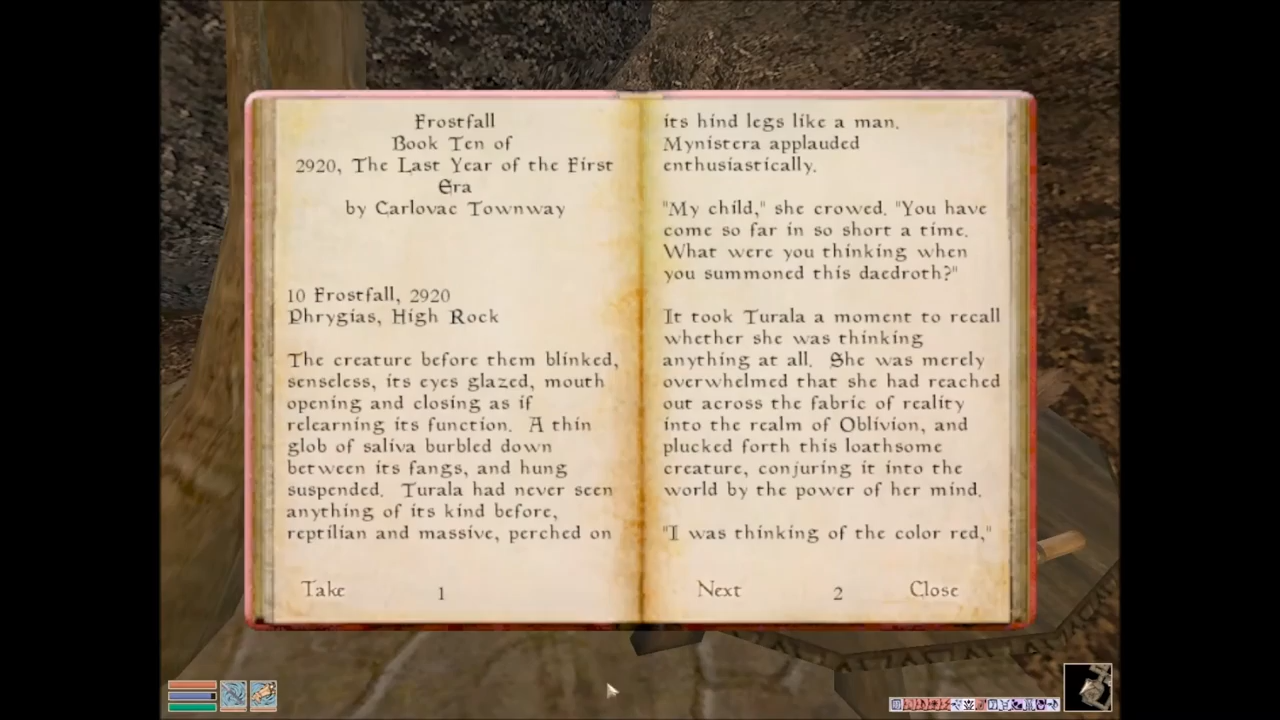 Frostfall
Book Ten of
2920, The Last Year of the First
Era
by Carlovac Townway
10 Frostfall, 2920
Phrygias, High Rock
The creature before them blinked,
senseless, its eyes glazed, mouth
opening and closing as if
relearning its function.  A thin
glob of saliva burbled down
between its fangs, and hung
suspended.  Turala had never seen
anything of its kind before,
reptilian and massive, perched on
Take
1
its hind legs like a man.
Mynistera applauded
enthusiastically.
"My child," she crowed. "You have
come so far in so short a time.
What were you thinking when
you summoned this daedroth?"
It took Turala a moment to recall
whether she was thinking
anything at all.  She was merely
overwhelmed that she had reached
out across the fabric of reality
into the realm of Oblivion, and
plucked forth this loathsome
creature, conjuring it into the
world by the power of her mind.
"I was thinking of the color red,"
Next
2
Close